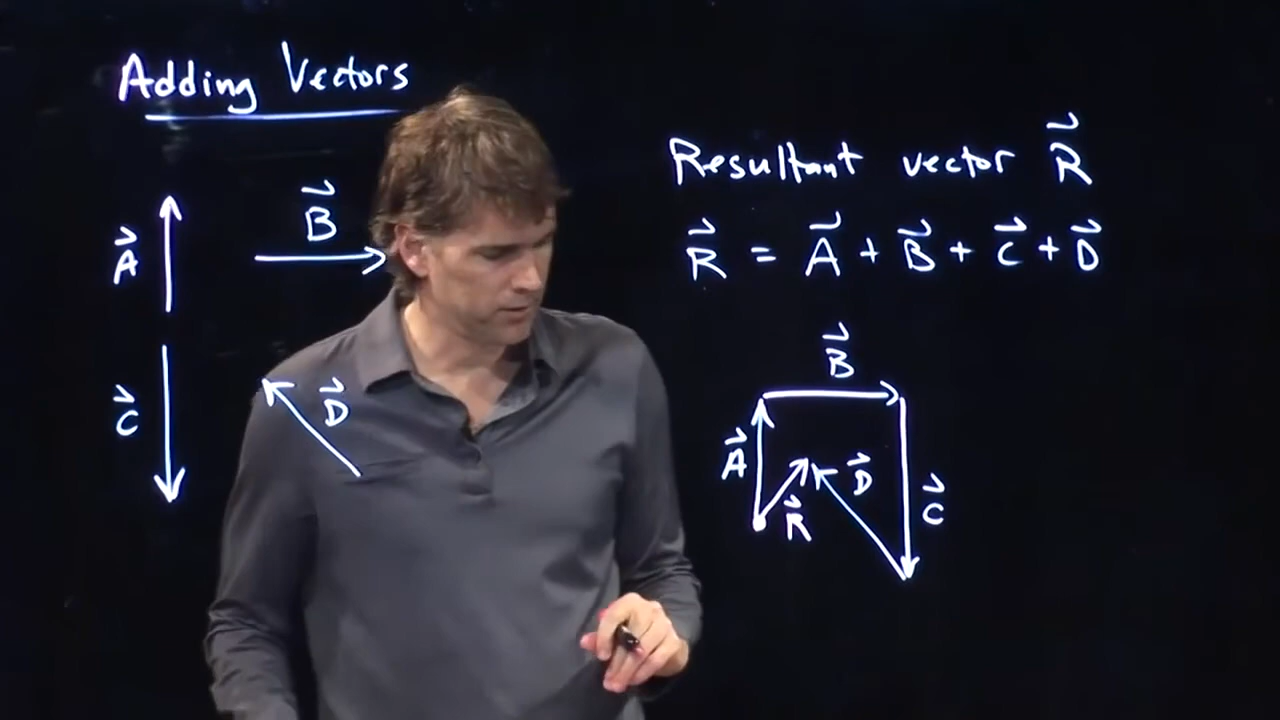 Adding Vectors
Resultant vector R⃗
R⃗ = A⃗ + B⃗ + C⃗ + D⃗
A⃗
B⃗
C⃗
D⃗
B⃗
A⃗
R⃗
D⃗
C⃗